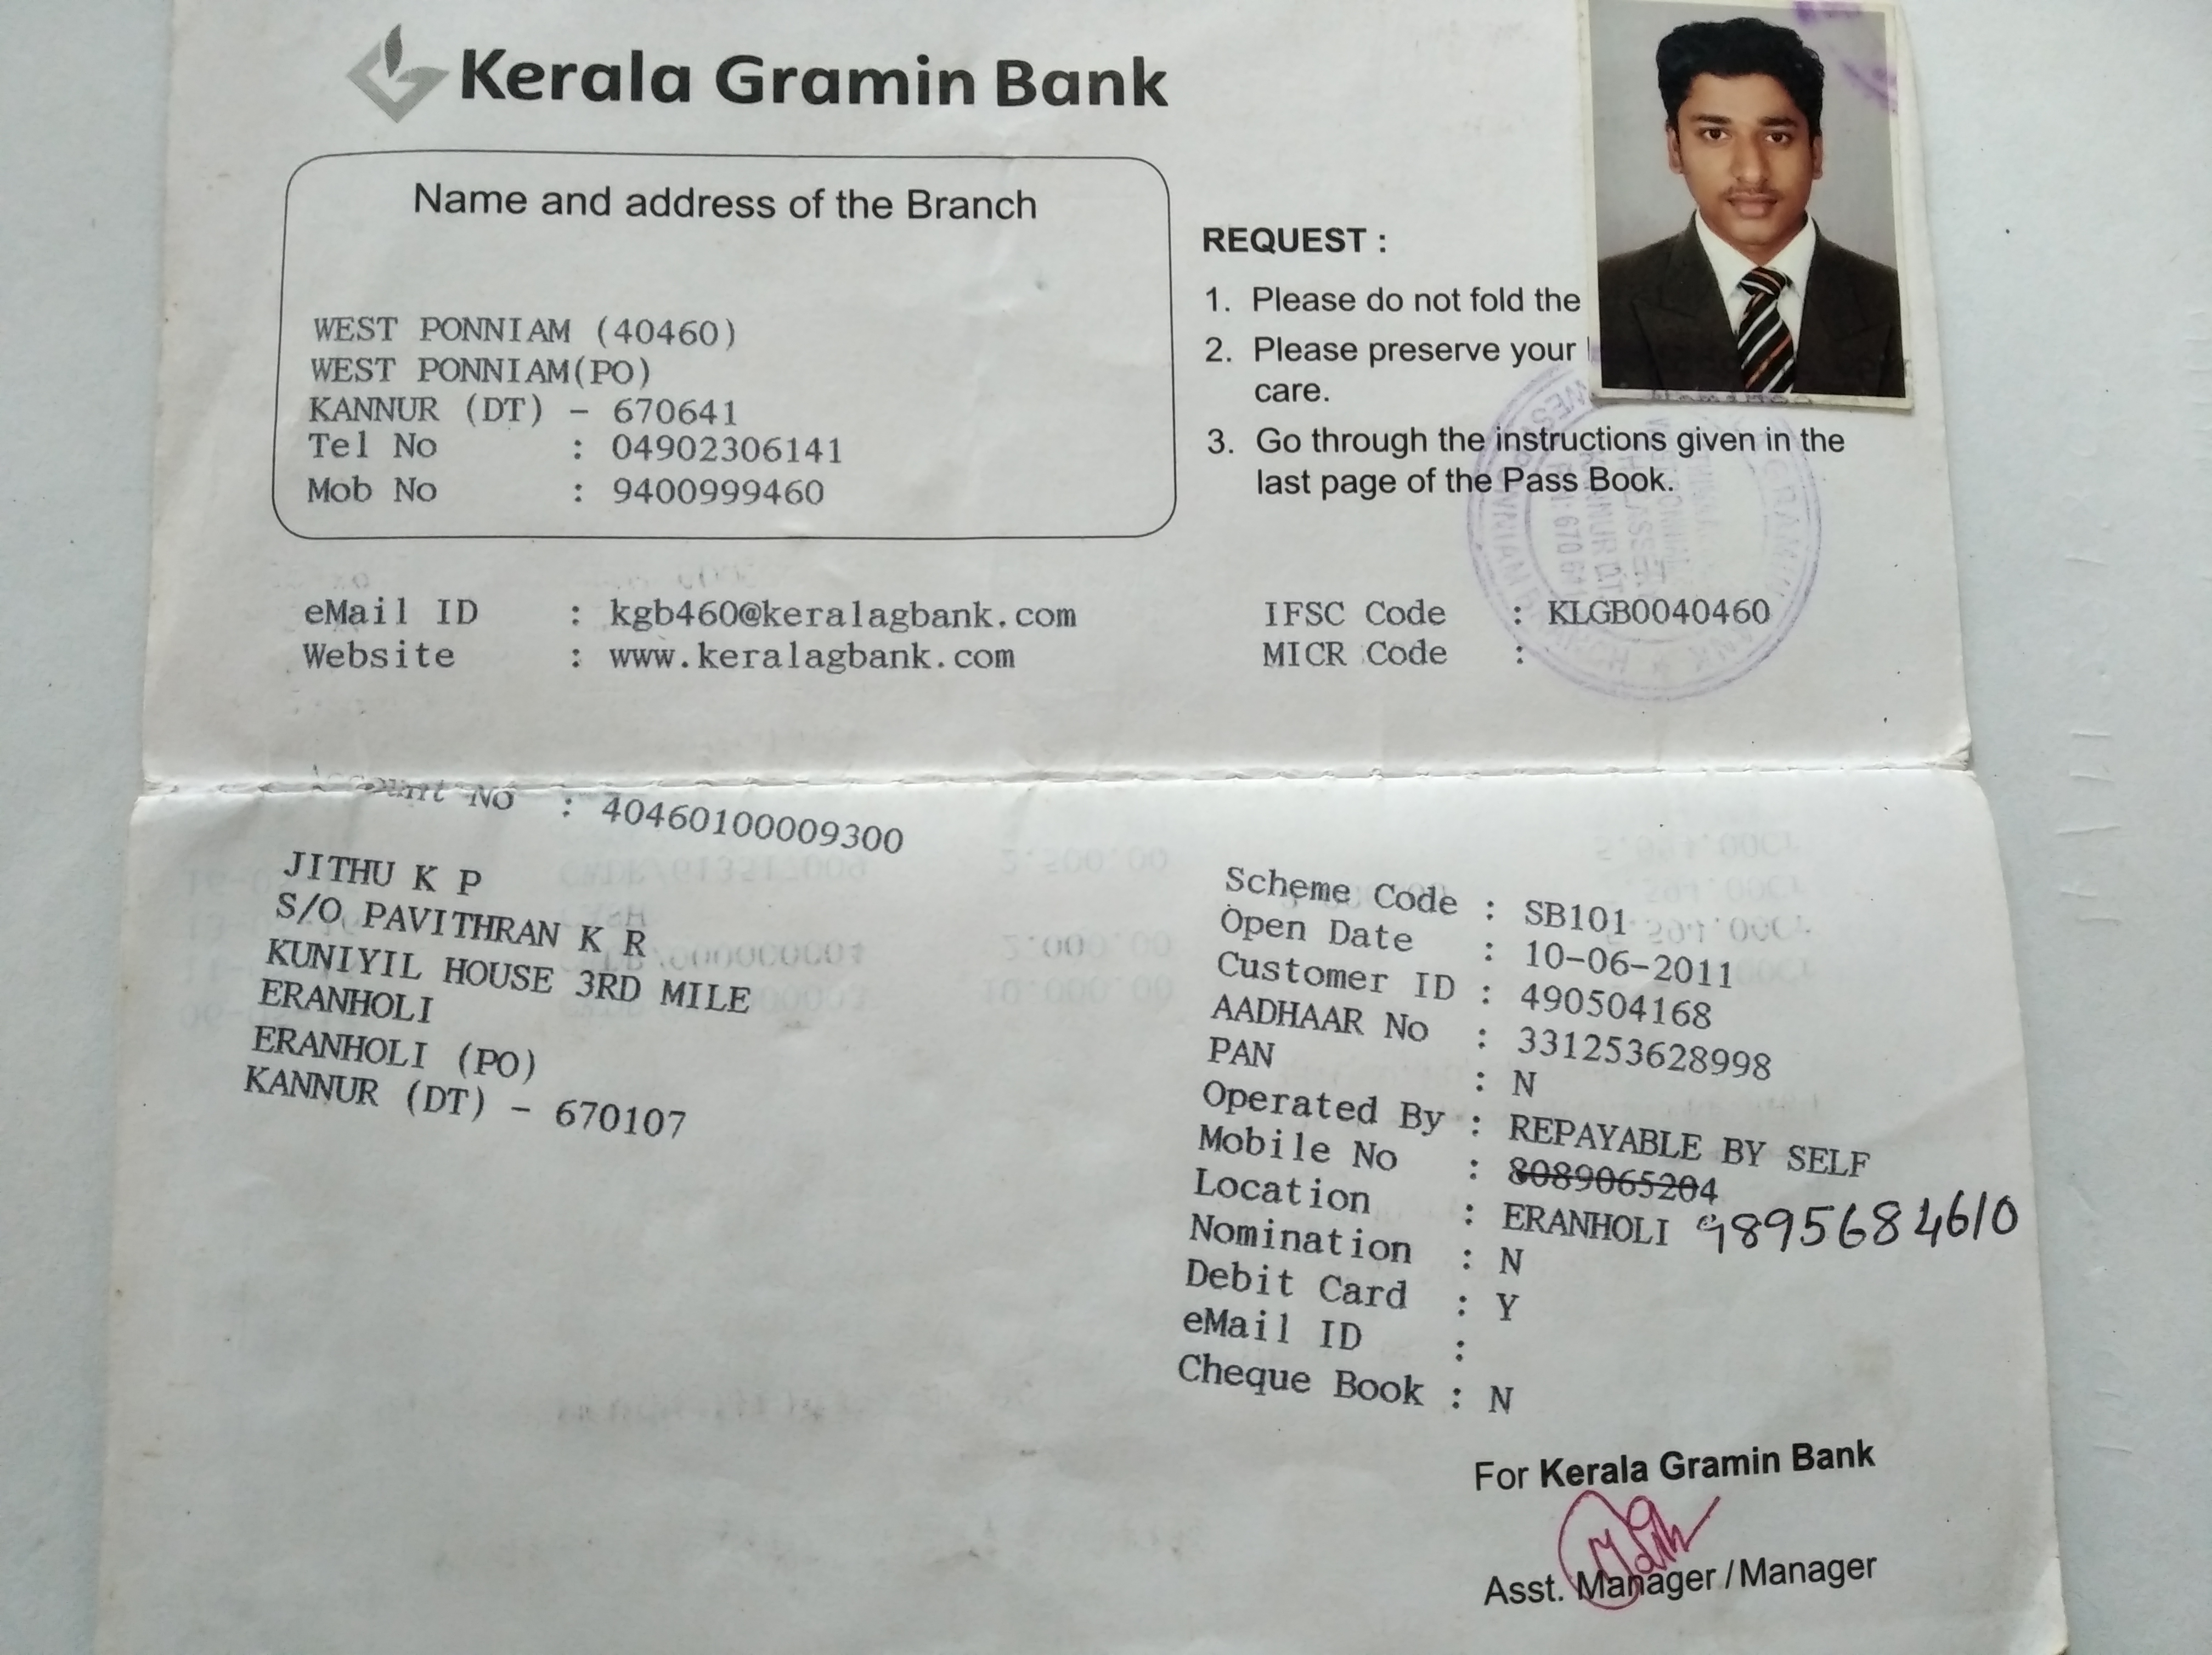 Kerala Gramin Bank
Name and address of the Branch
WEST PONNIAM (40460)
WEST PONNIAM(PO)
KANNUR (DT) - 670641
Tel No : 04902306141
Mob No : 9400999460
REQUEST :
1. Please do not fold the
2. Please preserve your
care.
3. Go through the instructions given in the
last page of the Pass Book.
eMail ID : kgb460@keralagbank.com
Website : www.keralagbank.com
IFSC Code : KLGB0040460
MICR Code :
Account No : 40460100009300
JITHU K P
S/O PAVITHRAN K R
KUNIYIL HOUSE 3RD MILE
ERANHOLI
ERANHOLI (PO)
KANNUR (DT) - 670107
Scheme Code : SB101
Open Date : 10-06-2011
Customer ID : 490504168
AADHAAR No : 331253628998
PAN : N
Operated By : REPAYABLE BY SELF
Mobile No : 8089065204
Location : ERANHOLI 9895684610
Nomination : N
Debit Card : Y
eMail ID :
Cheque Book : N
For Kerala Gramin Bank
Asst. Manager / Manager